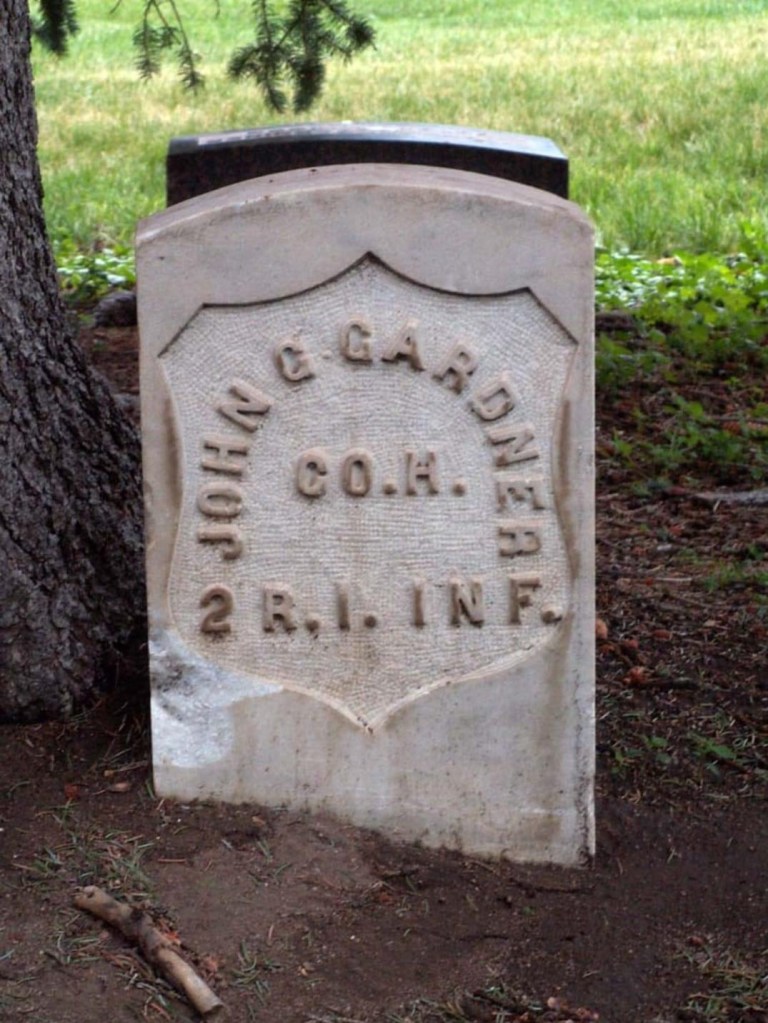 JOHN G. GARDNER
CO. H.
2 R. I. INF.